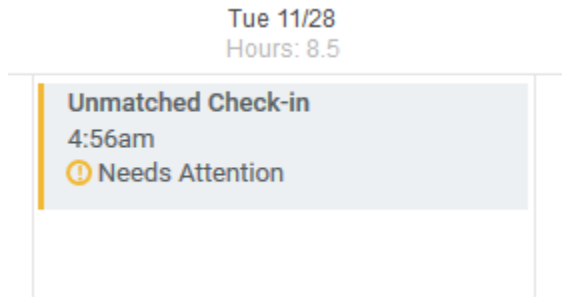 Tue 11/28
Hours: 8.5
Unmatched Check-in
4:56am
Needs Attention